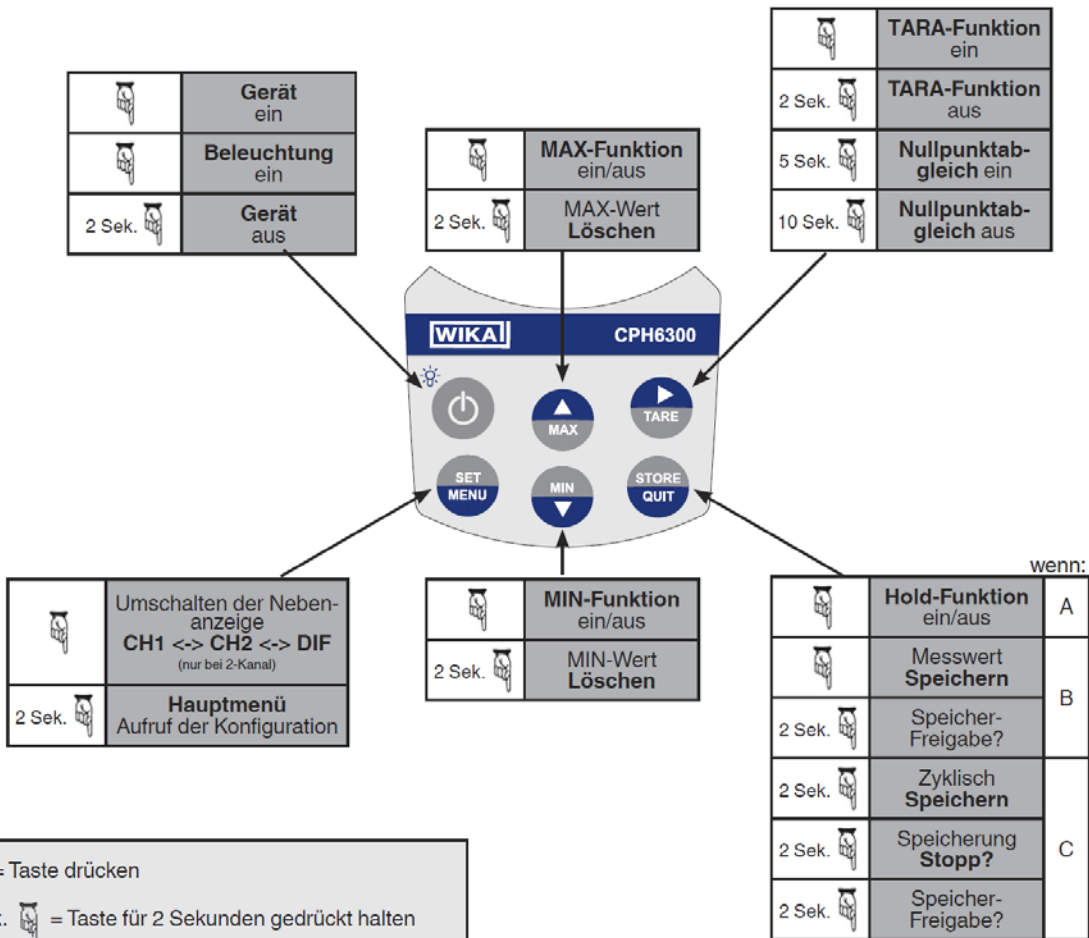 Gerät
ein
Beleuchtung
ein
2 Sek.
Gerät
aus
MAX-Funktion
ein/aus
2 Sek.
MAX-Wert
Löschen
TARA-Funktion
ein
2 Sek.
TARA-Funktion
aus
5 Sek.
Nullpunktab-
gleich ein
10 Sek.
Nullpunktab-
gleich aus
WIKAI
CPH6300
MAX
TARE
SET
MENU
MIN
STORE
QUIT
Umschalten der Neben-
anzeige
CH1 <-> CH2 <-> DIF
(nur bei 2-Kanal)
2 Sek.
Hauptmenü
Aufruf der Konfiguration
MIN-Funktion
ein/aus
2 Sek.
MIN-Wert
Löschen
wenn:
Hold-Funktion
ein/aus
A
Messwert
Speichern
B
2 Sek.
Speicher-
Freigabe?
2 Sek.
Zyklisch
Speichern
2 Sek.
Speicherung
Stopp?
C
2 Sek.
Speicher-
Freigabe?
= Taste drücken
= Taste für 2 Sekunden gedrückt halten